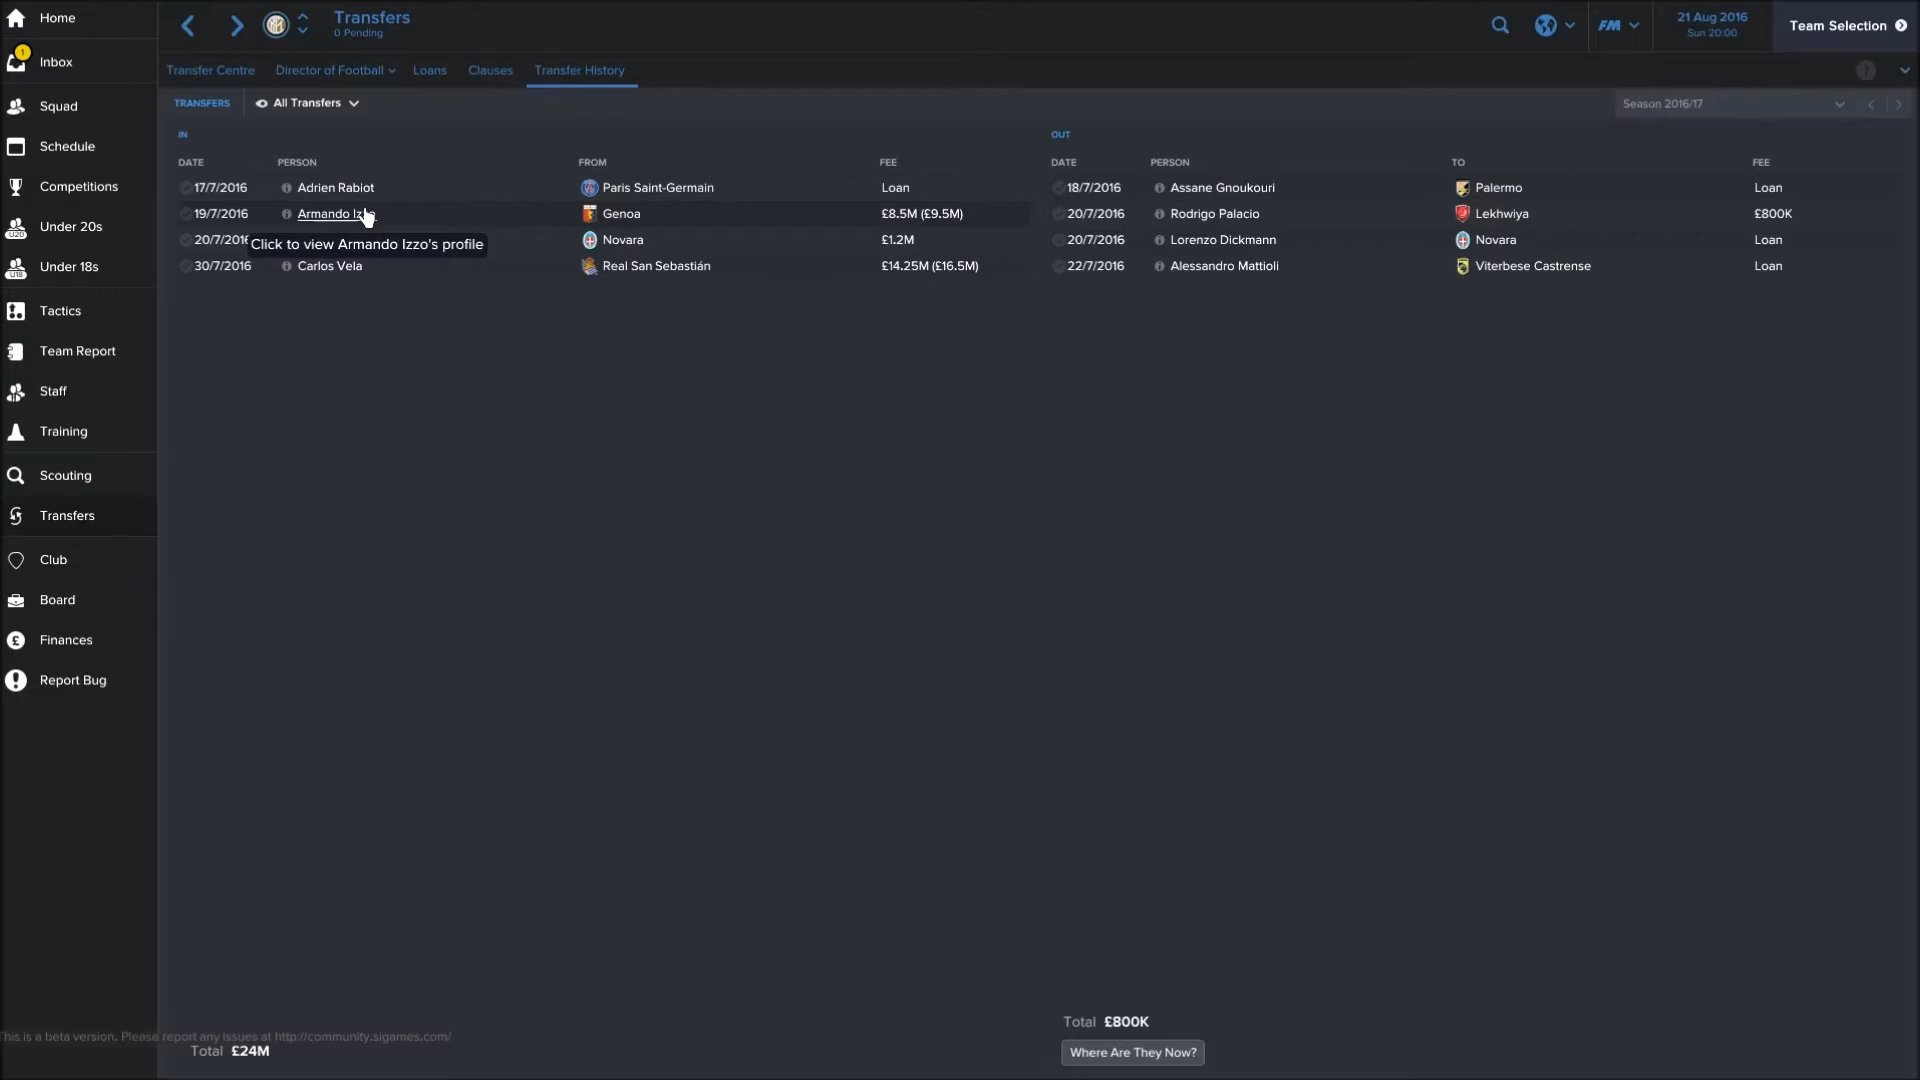 Home
Transfers
0 Pending
FM
21 Aug 2016
Sun 20:00
Team Selection
1
Inbox
Transfer Centre
Director of Football
Loans
Clauses
Transfer History
?
Squad
TRANSFERS
All Transfers
Season 2016/17
IN
OUT
Schedule
DATE PERSON FROM FEE
DATE PERSON TO FEE
Competitions
17/7/2016 Adrien Rabiot Paris Saint-Germain Loan
18/7/2016 Assane Gnoukouri Palermo Loan
19/7/2016 Armando Genoa £8.5M (£9.5M)
20/7/2016 Rodrigo Palacio Lekhwiya £800K
Under 20s
20/7/2016 Novara £1.2M
Click to view Armando Izzo's profile
20/7/2016 Lorenzo Dickmann Novara Loan
Under 18s
30/7/2016 Carlos Vela Real San Sebastián £14.25M (£16.5M)
22/7/2016 Alessandro Mattioli Viterbese Castrense Loan
Tactics
Team Report
Staff
Training
Scouting
Transfers
Club
Board
Finances
Report Bug
This is a beta version. Please report any issues at http://community.sigames.com/
Total £24M
Total £800K
Where Are They Now?